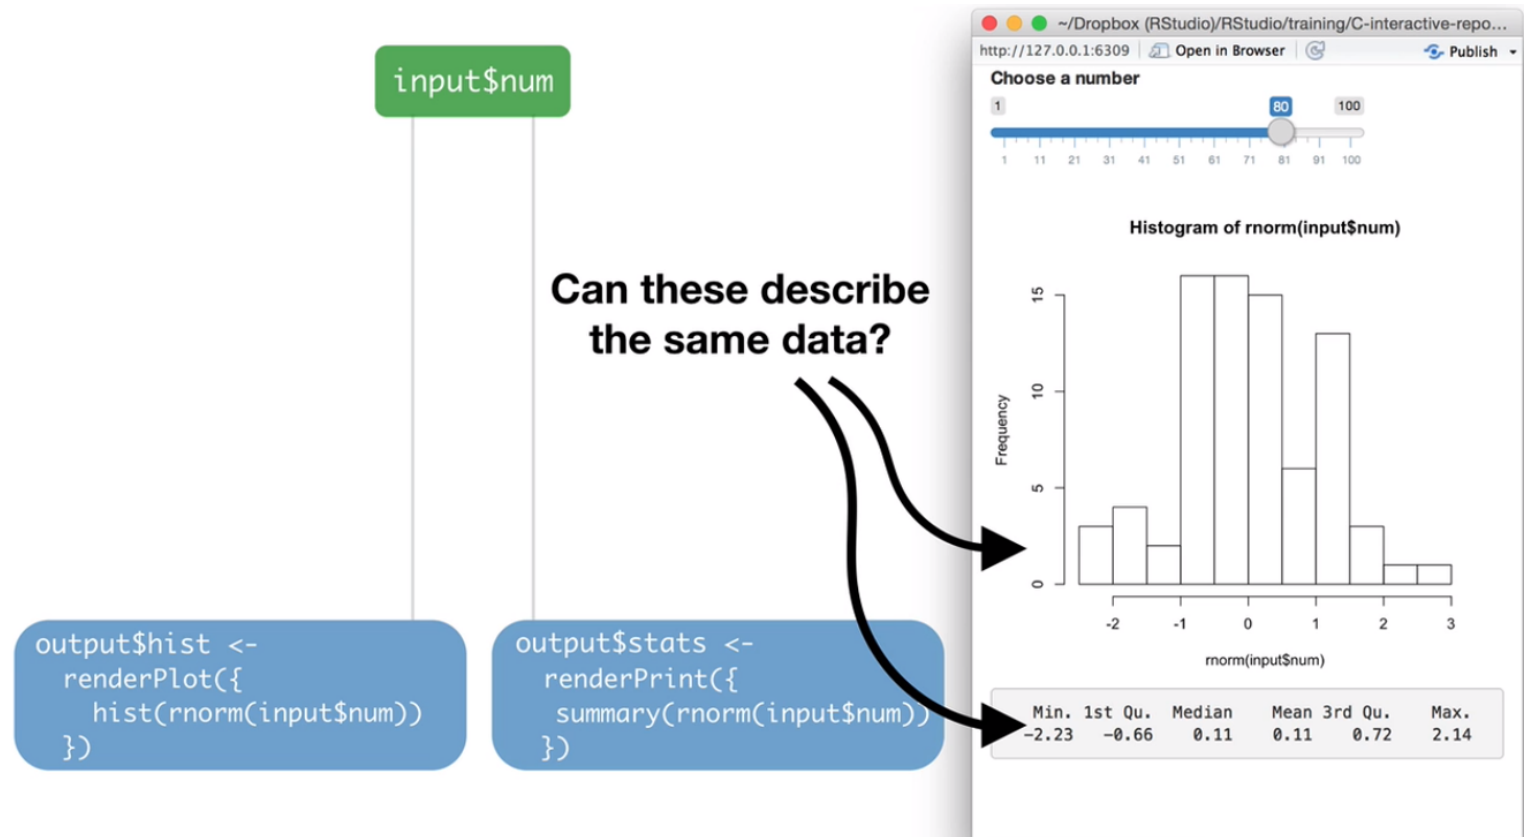 input$num
Can these describe
the same data?
output$hist <-
renderPlot({
hist(rnorm(input$num))
})
output$stats <-
renderPrint({
summary(rnorm(input$num))
})
~/Dropbox (RStudio)/RStudio/training/C-interactive-repo...
http://127.0.0.1:6309 Open in Browser Publish
Choose a number
1 80 100
1 11 21 31 41 51 61 71 81 91 100
Histogram of rnorm(input$num)
Frequency
15
10
5
0
-2 -1 0 1 2 3
rnorm(input$num)
Min. 1st Qu. Median Mean 3rd Qu. Max.
-2.23 -0.66 0.11 0.11 0.72 2.14